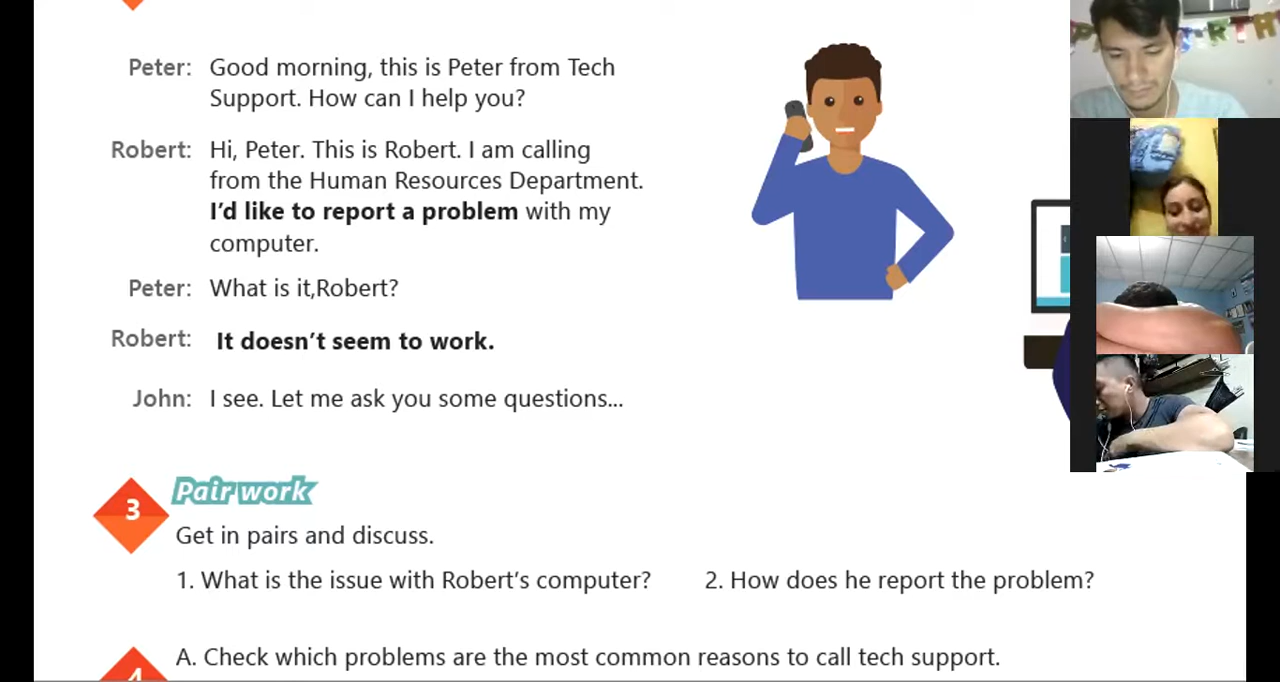 Peter: Good morning, this is Peter from Tech
Support. How can I help you?
Robert: Hi, Peter. This is Robert. I am calling
from the Human Resources Department.
I'd like to report a problem with my
computer.
Peter: What is it,Robert?
Robert: It doesn't seem to work.
John: I see. Let me ask you some questions...
3 Pair work
Get in pairs and discuss.
1. What is the issue with Robert's computer? 2. How does he report the problem?
4 A. Check which problems are the most common reasons to call tech support.